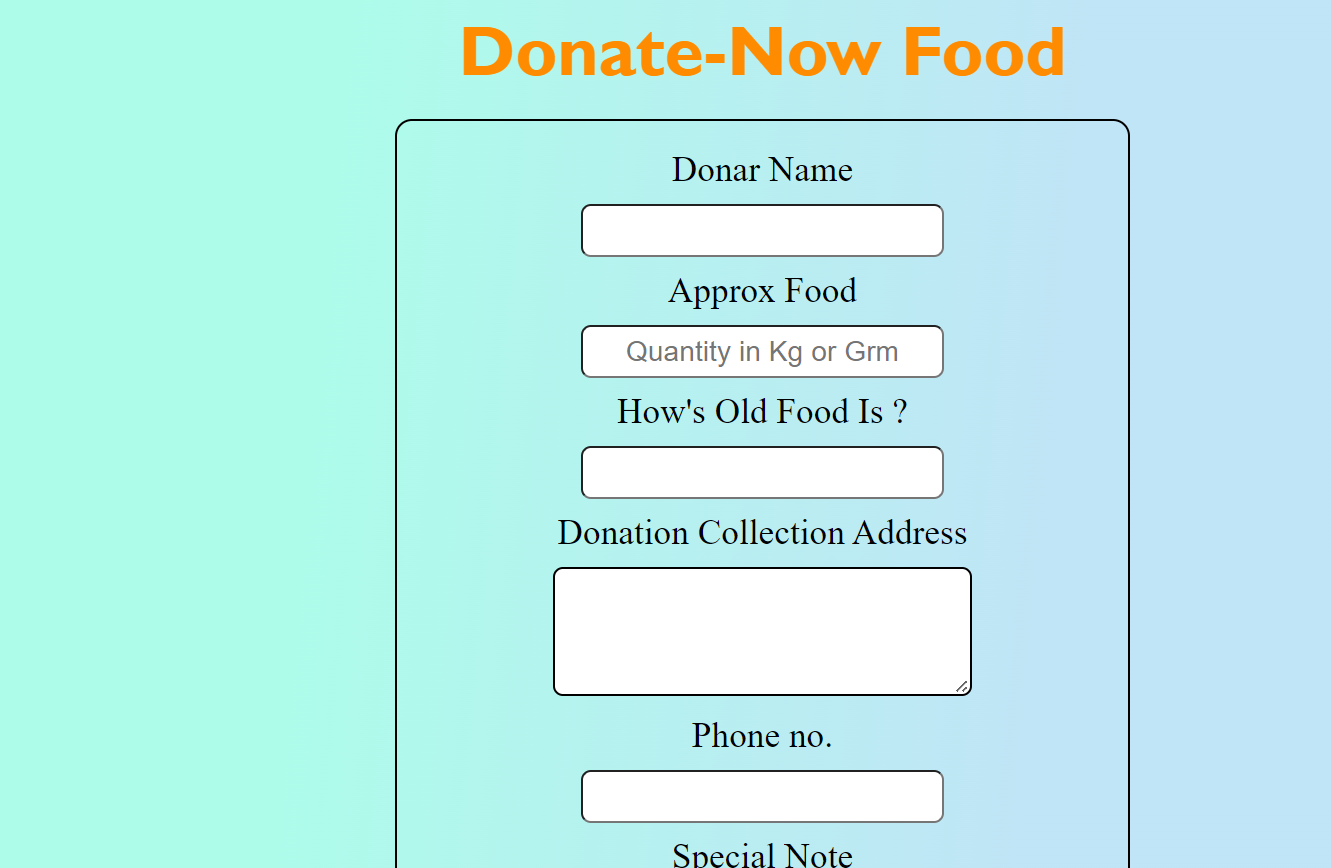 Donate-Now Food
Donar Name
Approx Food
Quantity in Kg or Grm
How's Old Food Is ?
Donation Collection Address
Phone no.
Special Note